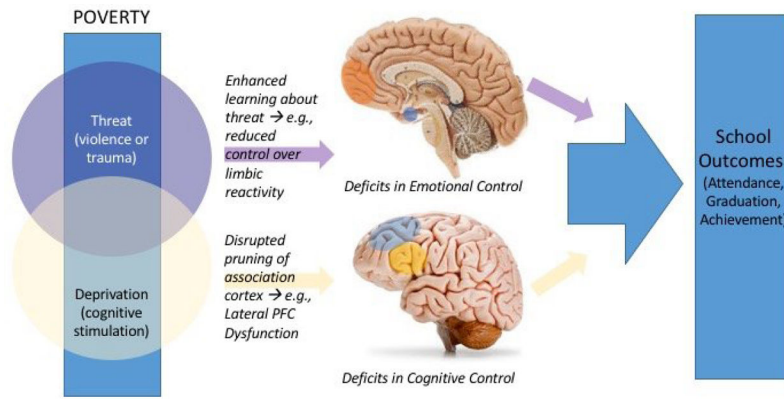 POVERTY
Threat
(violence or
trauma)
Deprivation
(cognitive
stimulation)
Enhanced
learning about
threat → e.g.,
reduced
control over
limbic
reactivity
Deficits in Emotional Control
Disrupted
pruning of
association
cortex → e.g.,
Lateral PFC
Dysfunction
Deficits in Cognitive Control
School
Outcomes
(Attendance,
Graduation,
Achievement)